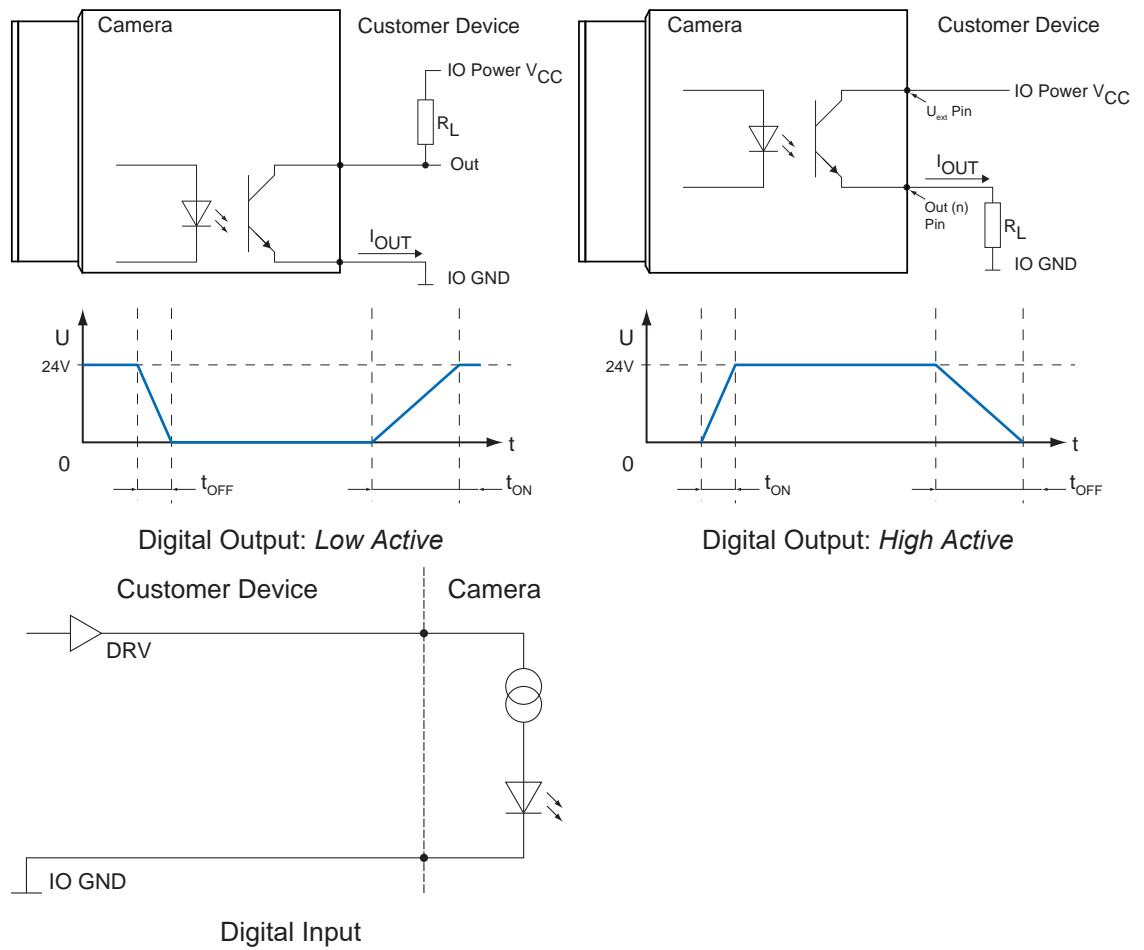 Camera
Customer Device
IO Power VCC
RL
Out
IOUT
IO GND
U
24V
0
t
tOFF
tON
Digital Output: Low Active
Camera
Customer Device
IO Power VCC
Uext Pin
IOUT
Out (n)
Pin
RL
IO GND
U
24V
0
t
tON
tOFF
Digital Output: High Active
Customer Device
Camera
DRV
IO GND
Digital Input